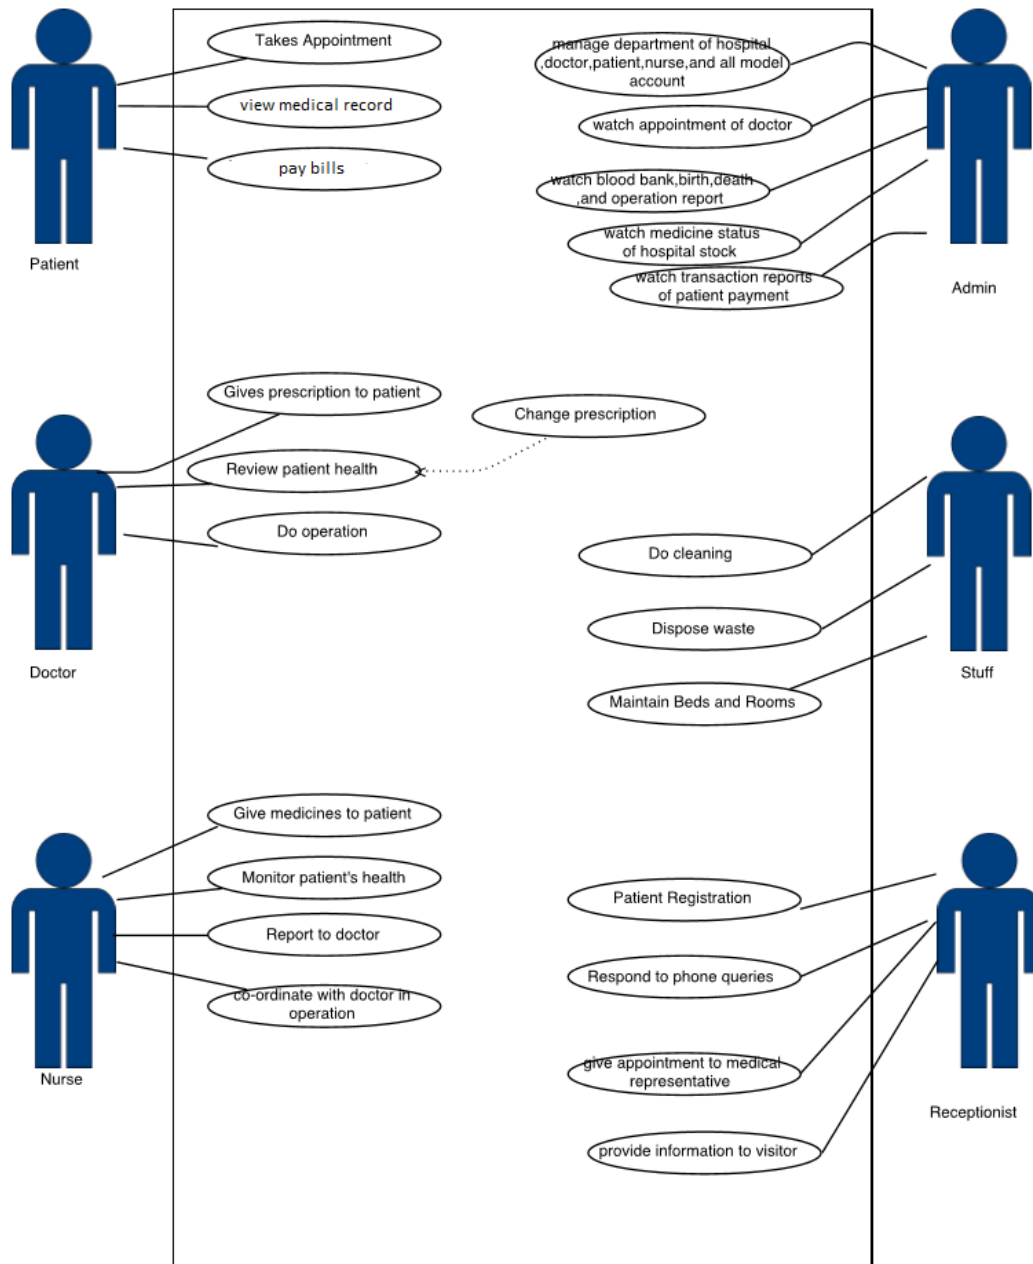 Takes Appointment
view medical record
pay bills
Patient
manage department of hospital
,doctor,patient,nurse,and all model
account
watch appointment of doctor
watch blood bank,birth,death
,and operation report
watch medicine status
of hospital stock
watch transaction reports
of patient payment
Admin
Gives prescription to patient
Change prescription
Review patient health
Do operation
Doctor
Do cleaning
Dispose waste
Maintain Beds and Rooms
Stuff
Give medicines to patient
Monitor patient's health
Report to doctor
co-ordinate with doctor in
operation
Nurse
Patient Registration
Respond to phone queries
give appointment to medical
representative
provide information to visitor
Receptionist